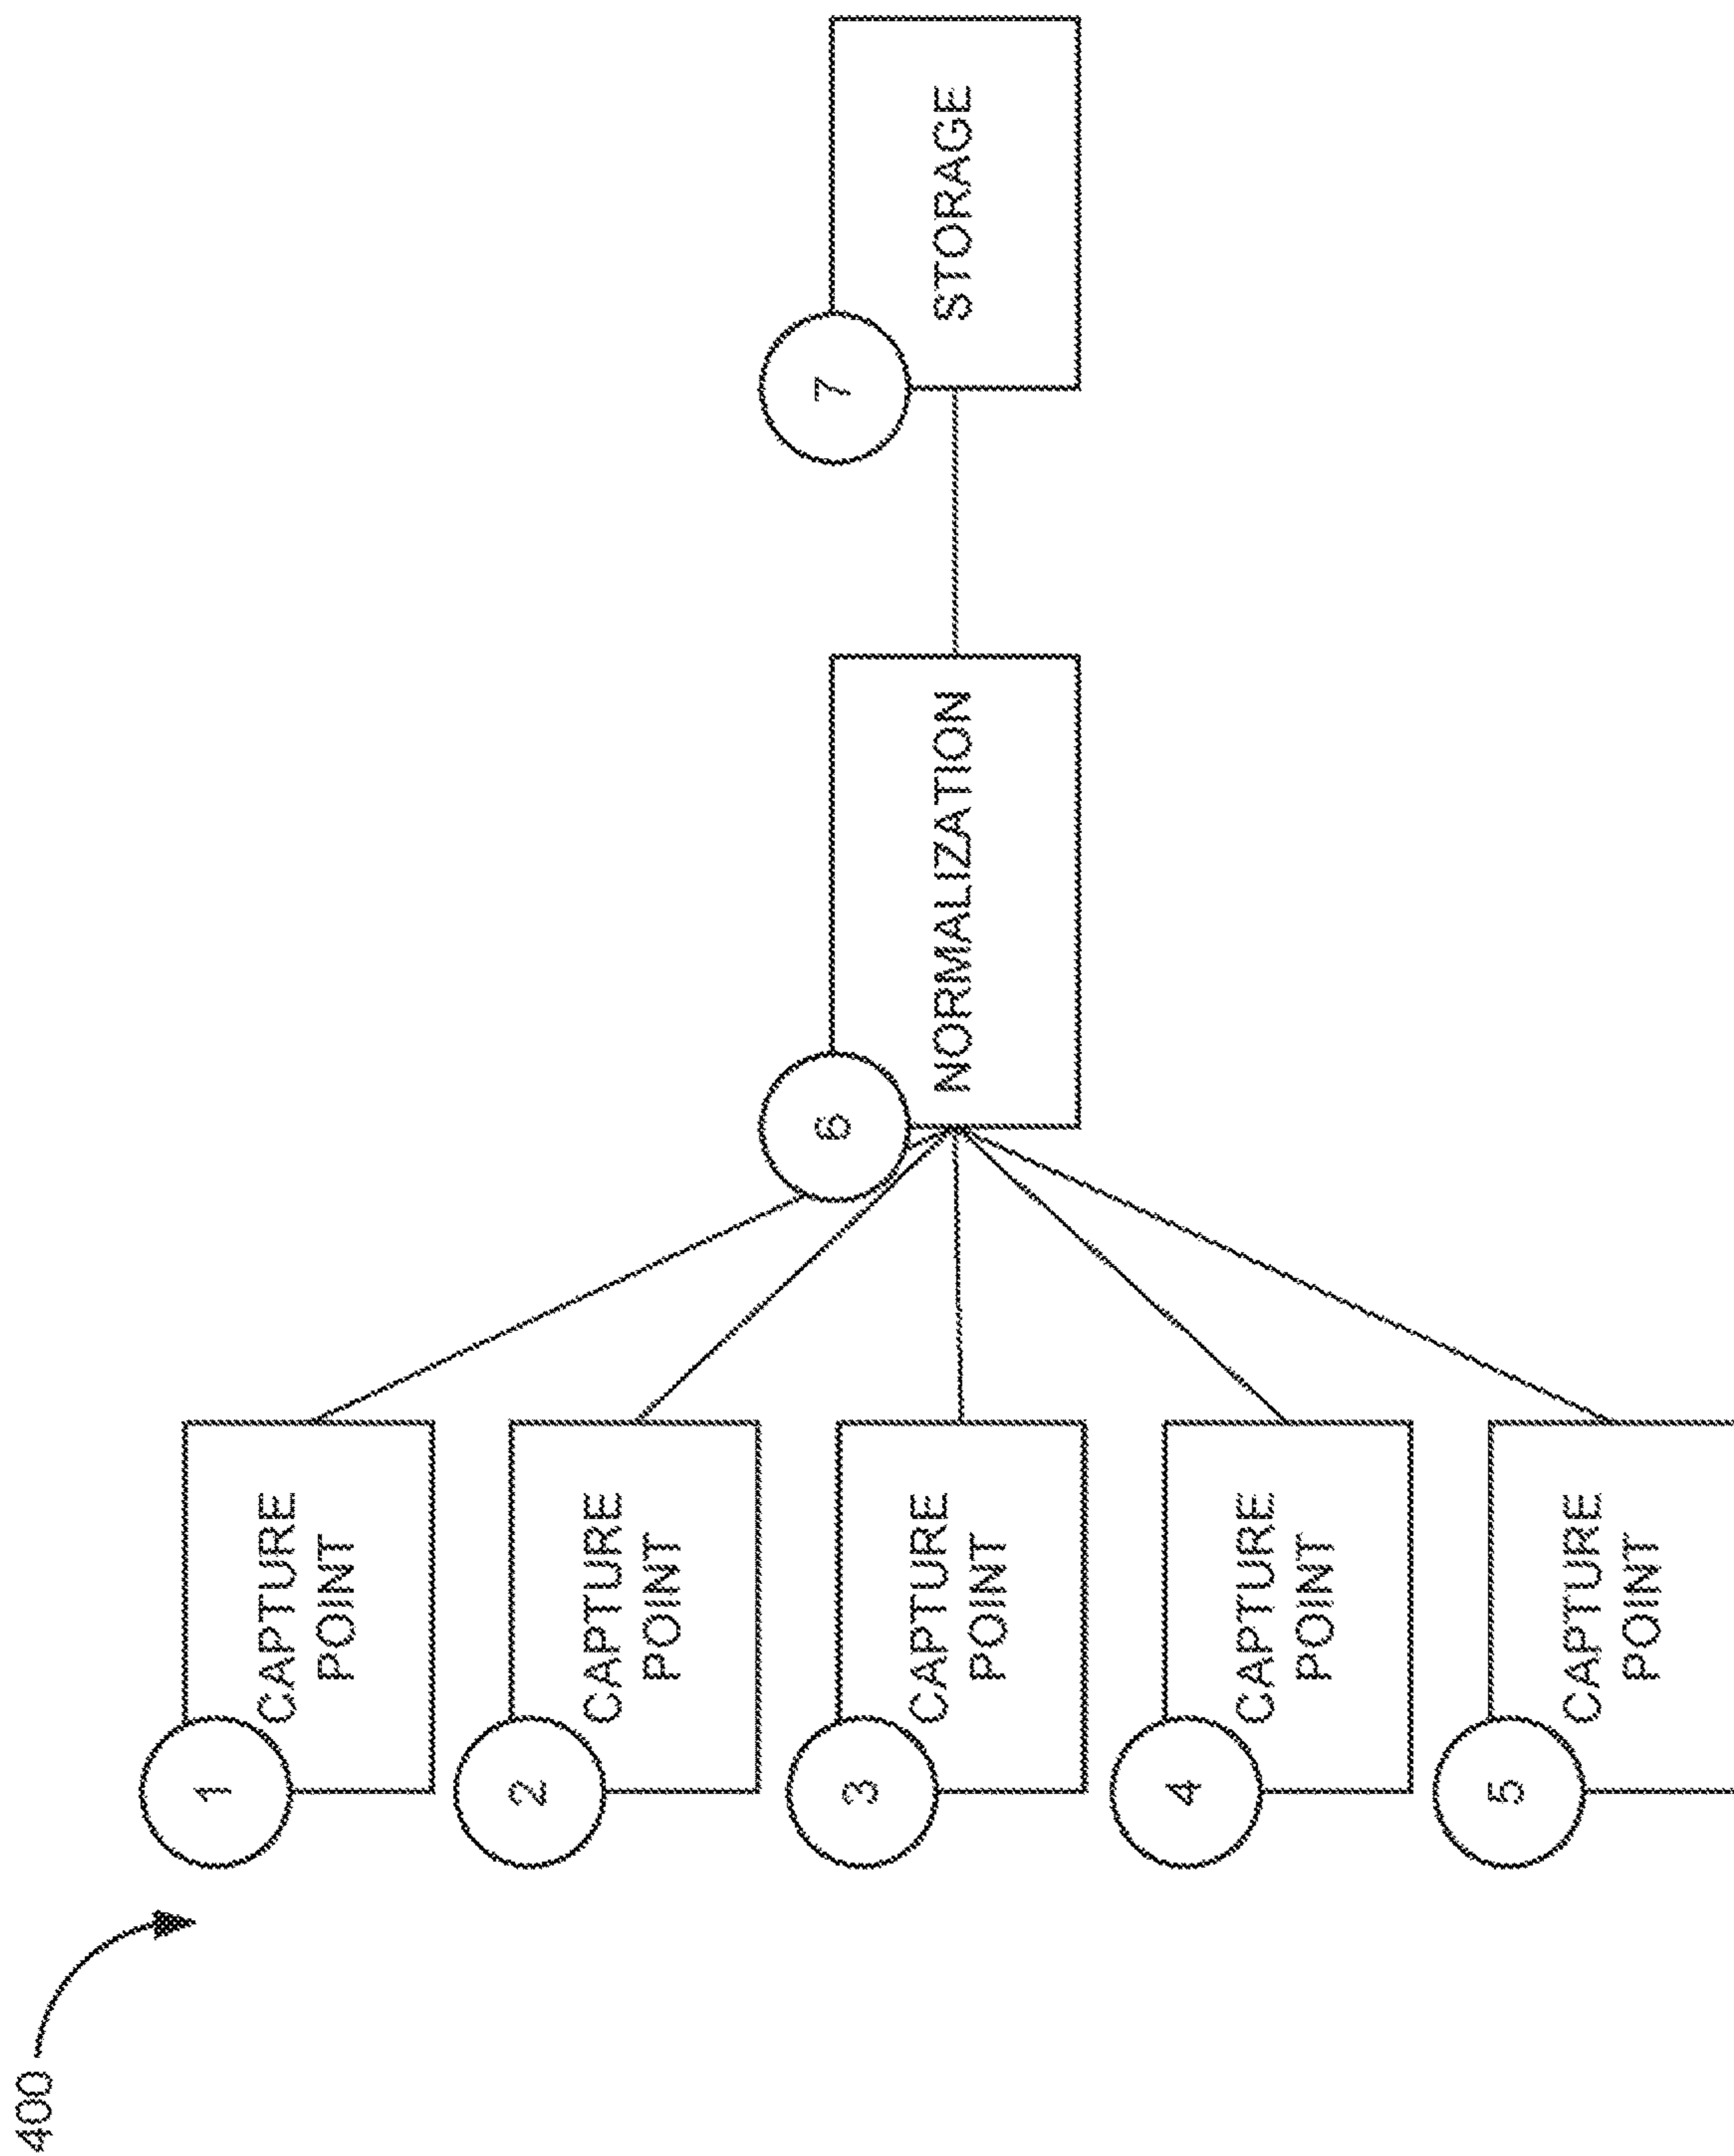 400
1
CAPTURE
POINT
2
CAPTURE
POINT
3
CAPTURE
POINT
4
CAPTURE
POINT
5
CAPTURE
POINT
6
NORMALIZATION
7
STORAGE